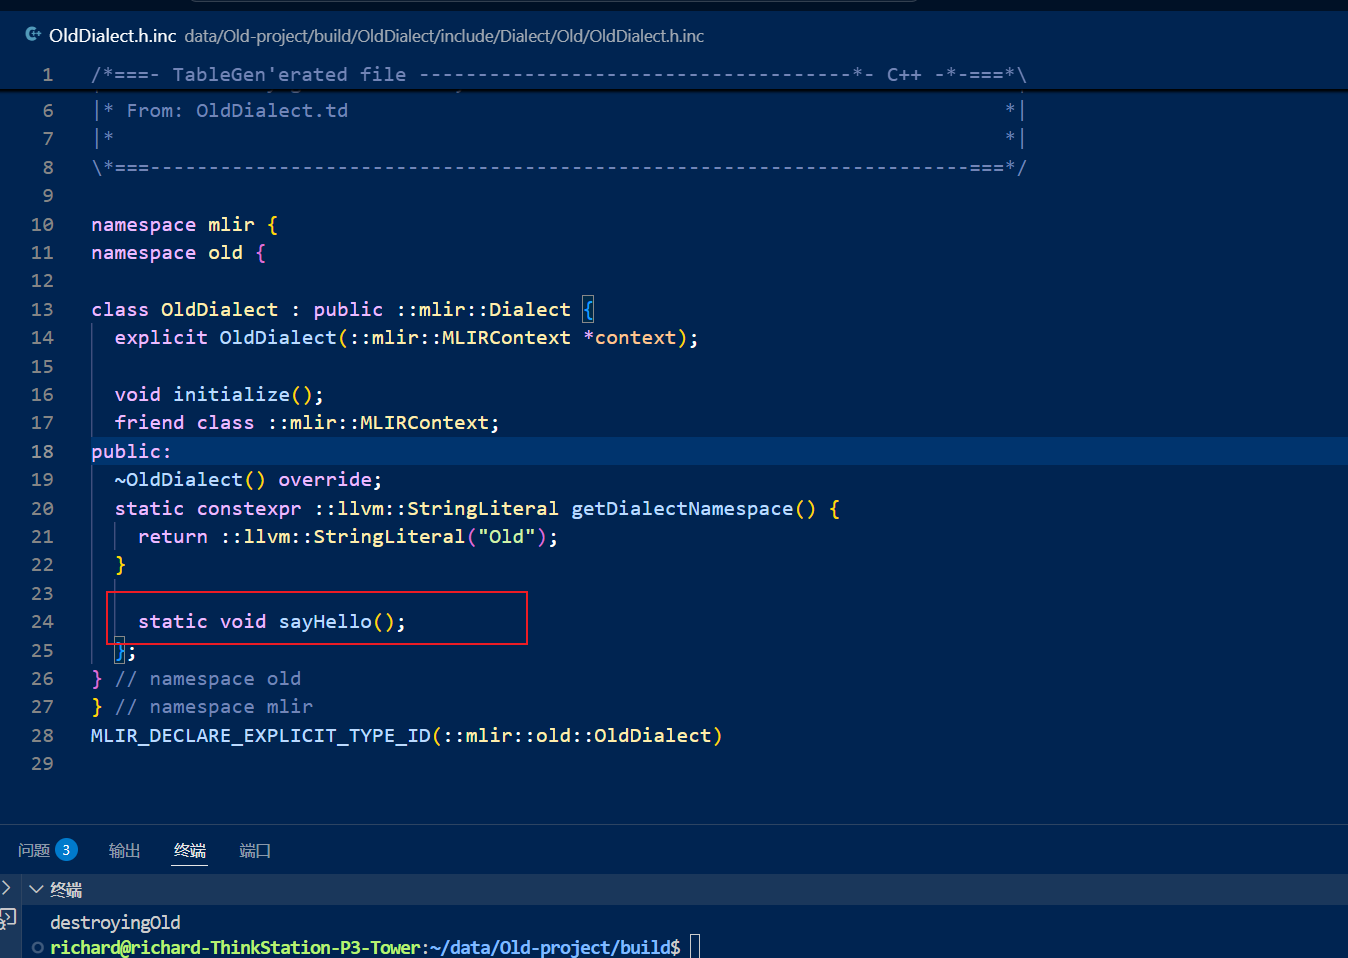 OldDialect.h.inc data/Old-project/build/OldDialect/include/Dialect/Old/OldDialect.h.inc
1 /*===- TableGen'erated file -------------------------------------*- C++ -*-===*\
6 |* From: OldDialect.td *|
7 |* *|
8 \*===----------------------------------------------------------------------===*/
9
10 namespace mlir {
11 namespace old {
12
13 class OldDialect : public ::mlir::Dialect {
14 explicit OldDialect(::mlir::MLIRContext *context);
15
16 void initialize();
17 friend class ::mlir::MLIRContext;
18 public:
19 ~OldDialect() override;
20 static constexpr ::llvm::StringLiteral getDialectNamespace() {
21 return ::llvm::StringLiteral("Old");
22 }
23
24 static void sayHello();
25 };
26 } // namespace old
27 } // namespace mlir
28 MLIR_DECLARE_EXPLICIT_TYPE_ID(::mlir::old::OldDialect)
29
问题 3 输出 终端 端口
终端
destroyingOld
richard@richard-ThinkStation-P3-Tower:~/data/Old-project/build$